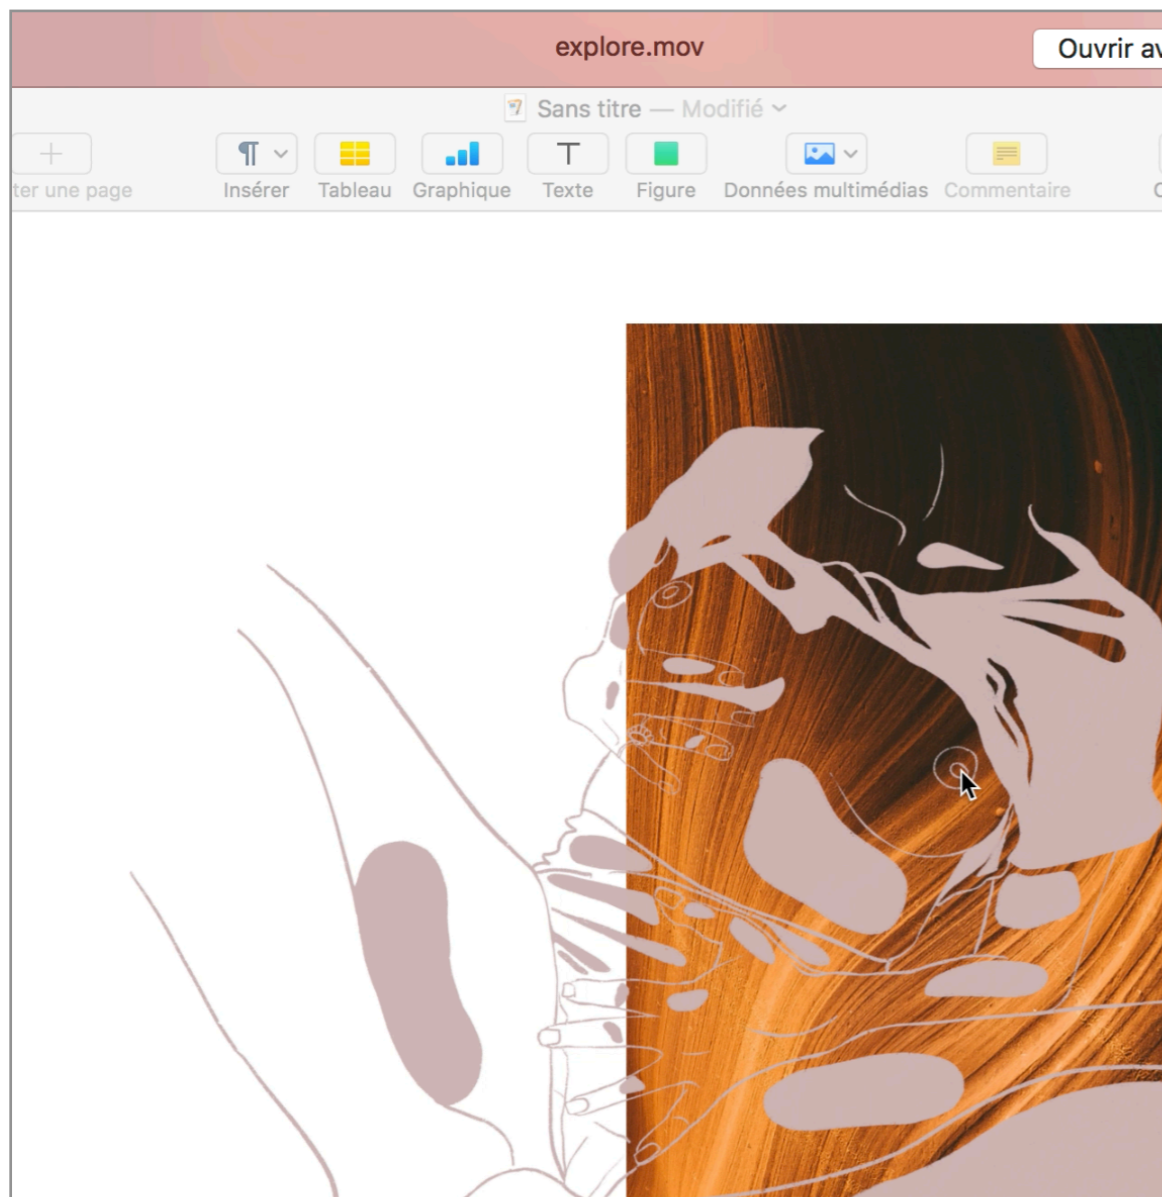 explore.mov
Ouvrir av
Sans titre — Modifié
ter une page
Insérer
Tableau
Graphique
Texte
Figure
Données multimédias
Commentaire